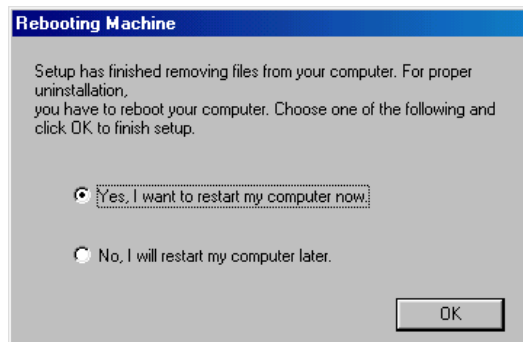 Rebooting Machine
Setup has finished removing files from your computer. For proper
uninstallation,
you have to reboot your computer. Choose one of the following and
click OK to finish setup.
Yes, I want to restart my computer now.
No, I will restart my computer later.
OK